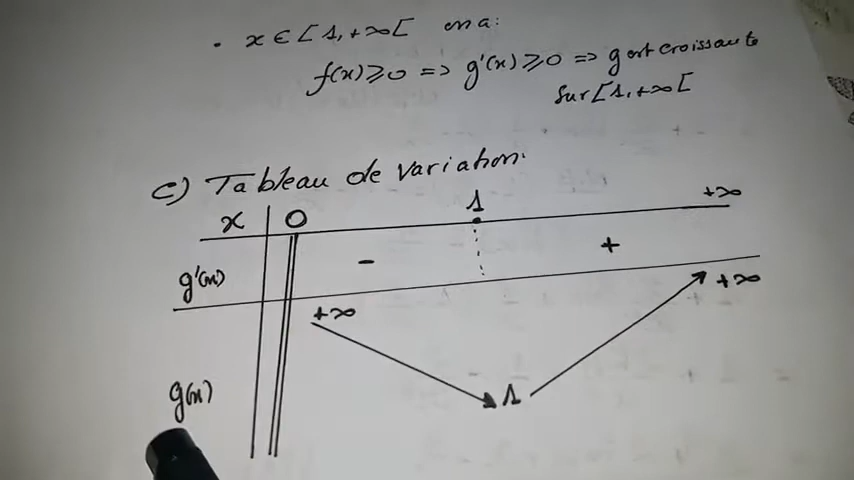 . x ∈ [1, +∞[ on a:
f(x) ⩾ 0 => g'(x) ⩾ 0 => g est croissante
sur [1, +∞[
c) Tableau de variation.
x 0 1 +∞
g'(x) - +
+∞ +∞
g(x) 1